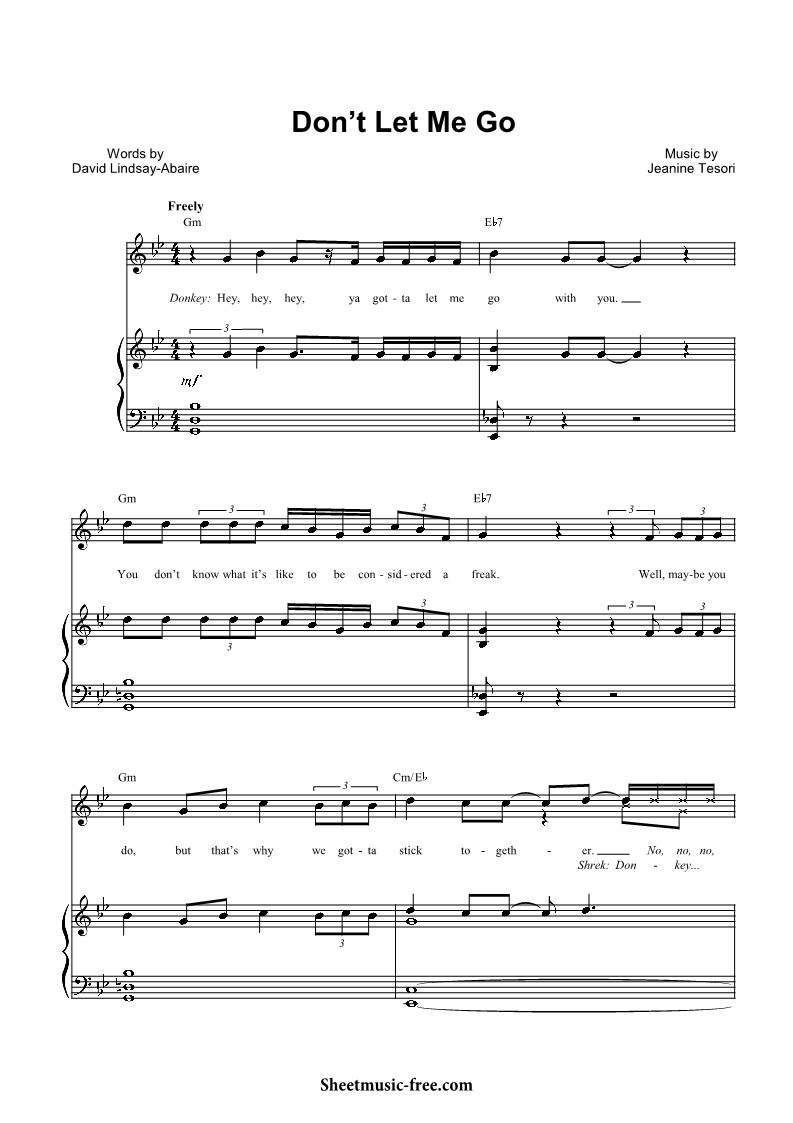 Don't Let Me Go
Words by
David Lindsay-Abaire
Music by
Jeanine Tesori
Freely
Gm E♭7
Donkey: Hey, hey, hey, ya got - ta let me go with you.
3
mf
Gm E♭7
3 3 3 3
You don't know what it's like to be con - sid - ered a freak. Well, may-be you
3 3 3
3
Gm Cm/E♭
3
do, but that's why we got - ta stick to - geth - er. No, no, no,
Shrek: Don - key...
3
Sheetmusic-free.com